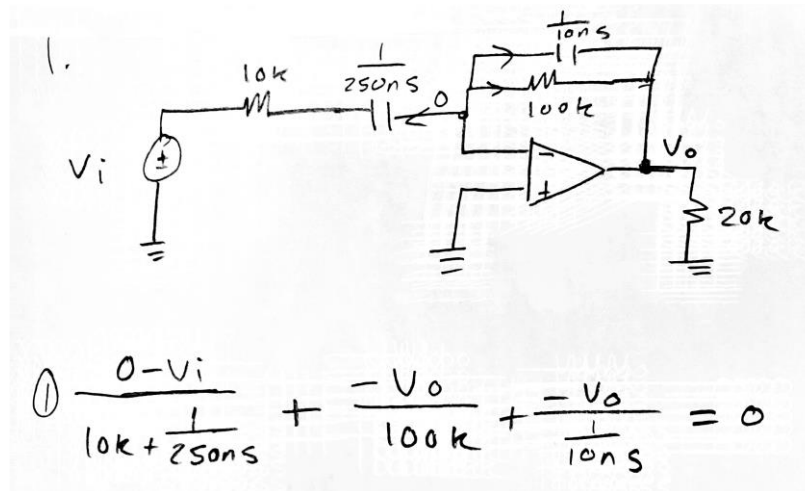 1.
1/10ns
10k
1/250ns
0
100k
Vi
±
-
+
Vo
20k
① (0-Vi)/(10k+1/250ns) + (-Vo)/(100k) + (-Vo)/(1/10ns) = 0